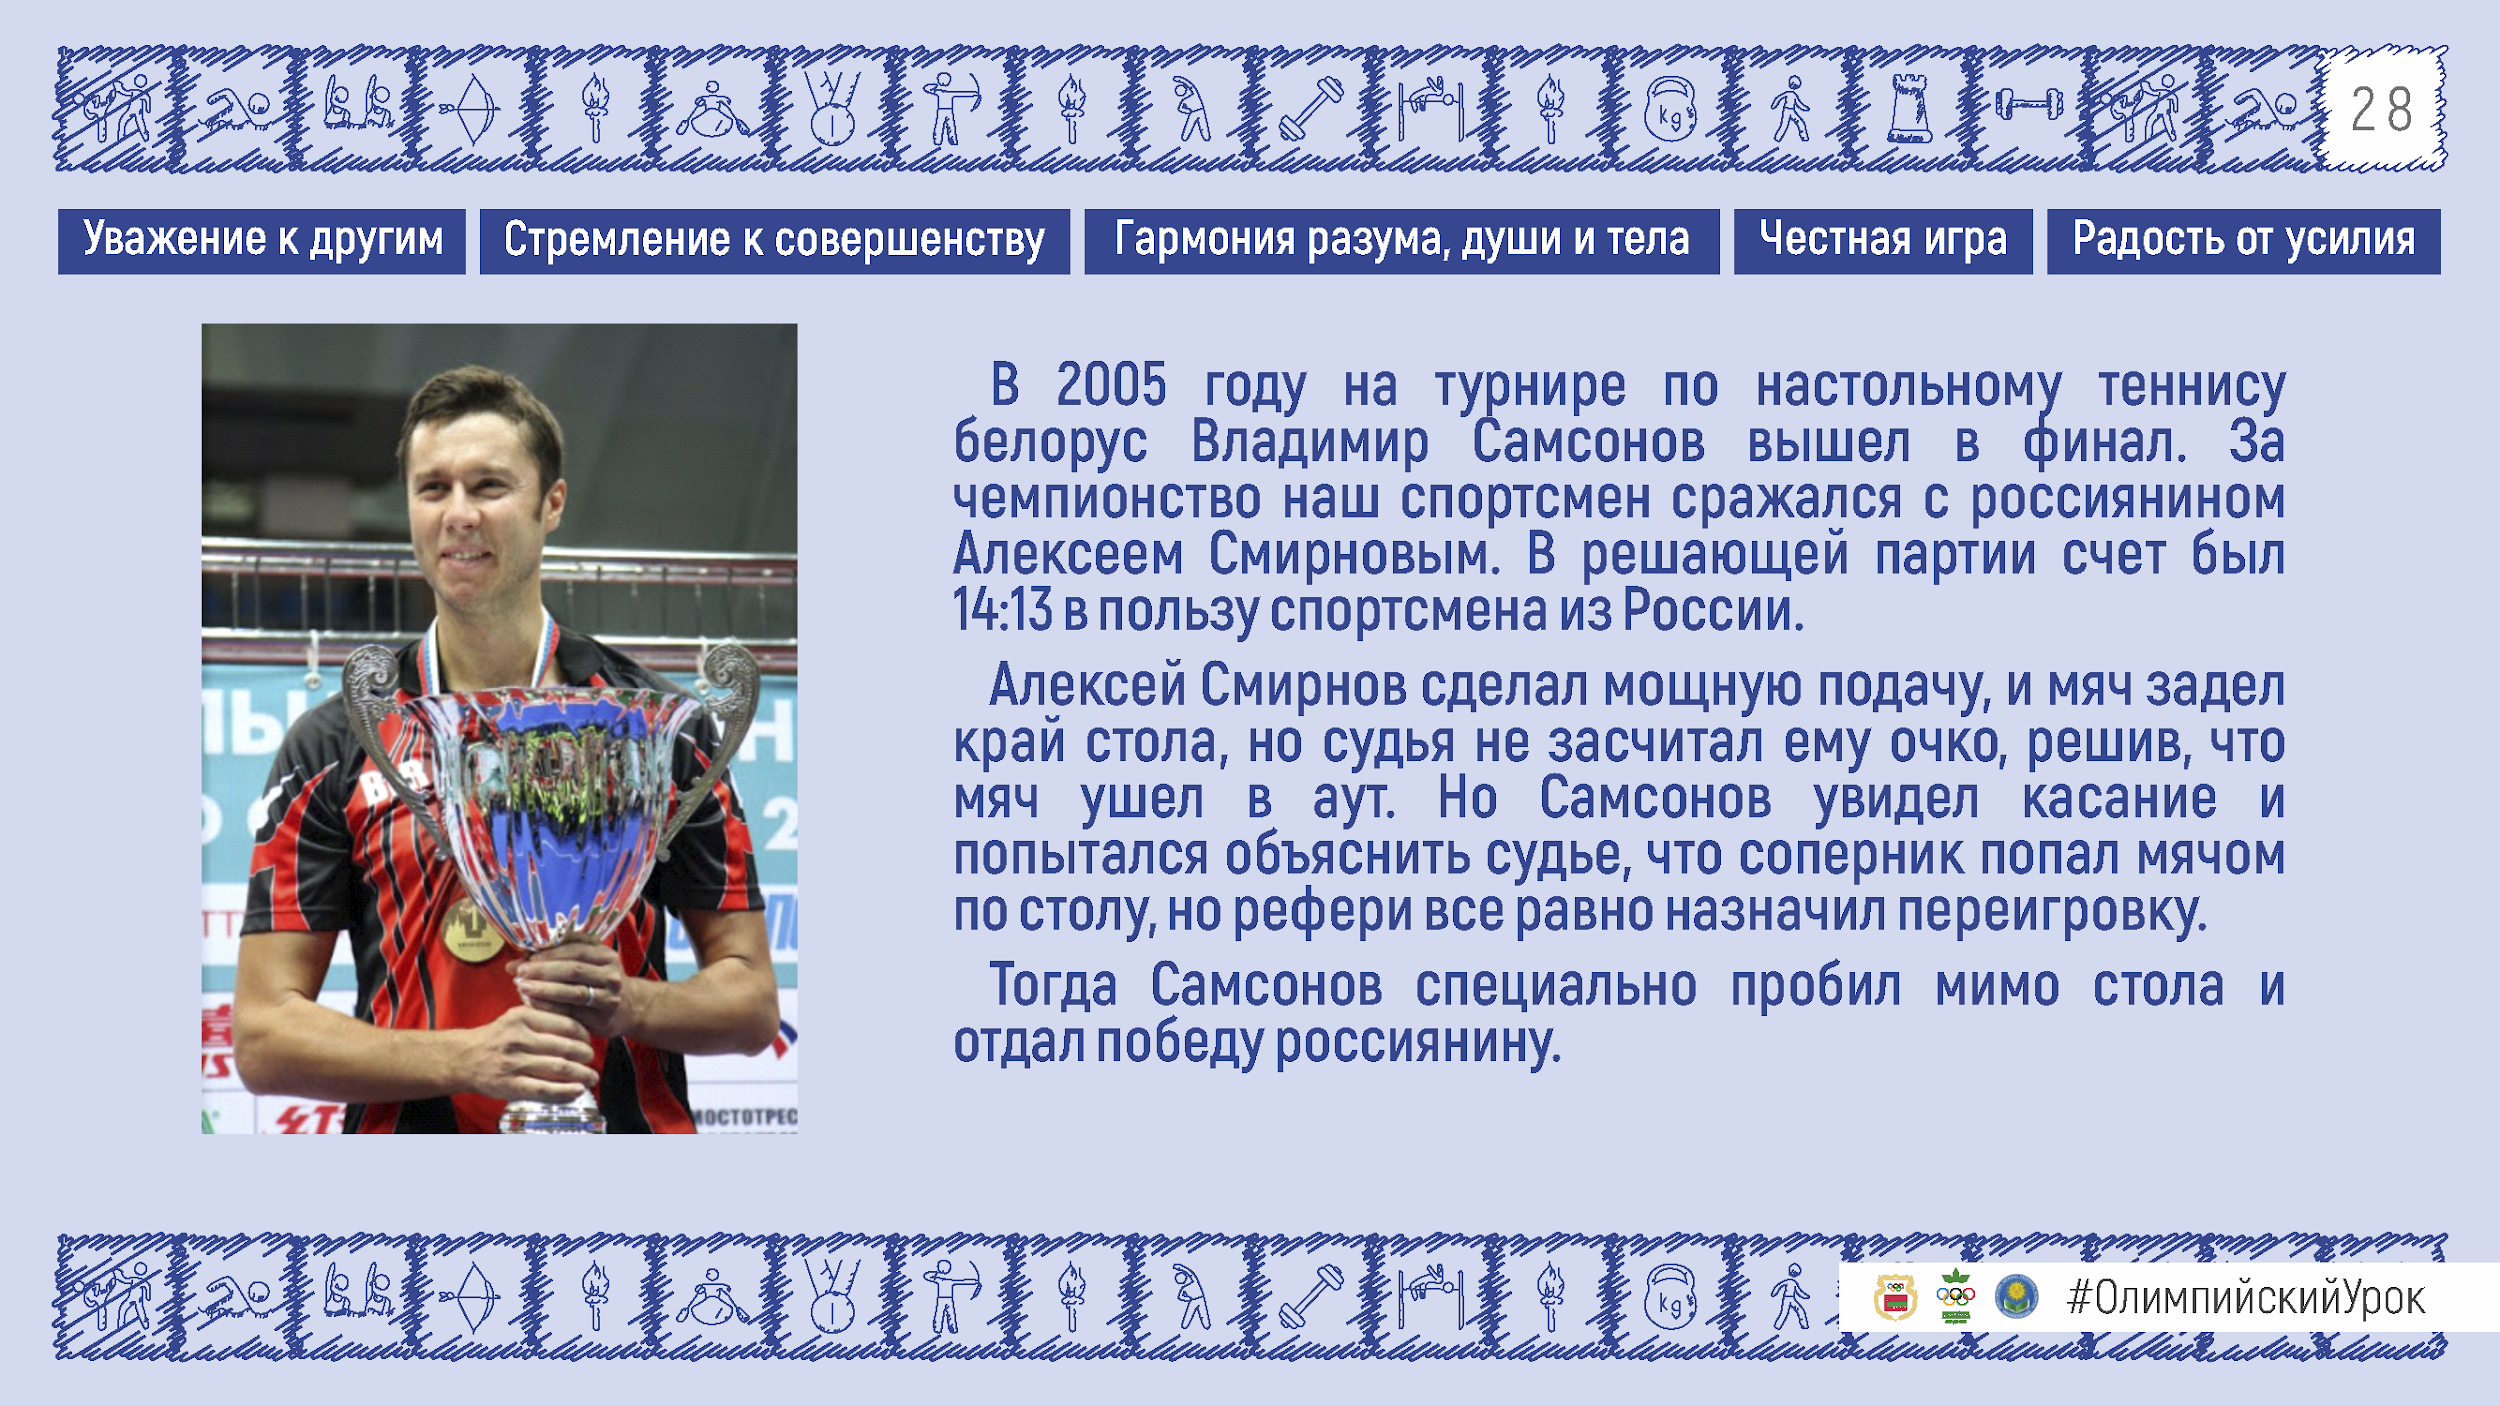 28
Уважение к другим
Стремление к совершенству
Гармония разума, души и тела
Честная игра
Радость от усилия
В 2005 году на турнире по настольному теннису
белорус Владимир Самсонов вышел в финал. За
чемпионство наш спортсмен сражался с россиянином
Алексеем Смирновым. В решающей партии счет был
14:13 в пользу спортсмена из России.
Алексей Смирнов сделал мощную подачу, и мяч задел
край стола, но судья не засчитал ему очко, решив, что
мяч ушел в аут. Но Самсонов увидел касание и
попытался объяснить судье, что соперник попал мячом
по столу, но рефери все равно назначил переигровку.
Тогда Самсонов специально пробил мимо стола и
отдал победу россиянину.
#ОлимпийскийУрок